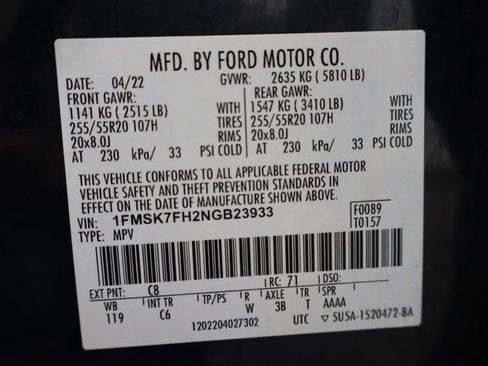 MFD. BY FORD MOTOR CO.
DATE: 04/22 GVWR: 2635 KG ( 5810 LB)
FRONT GAWR: REAR GAWR:
1141 KG ( 2515 LB) WITH 1547 KG ( 3410 LB) WITH
255/55R20 107H TIRES 255/55R20 107H TIRES
20x8.0J RIMS 20x8.0J RIMS
AT 230 kPa/ 33 PSI COLD AT 230 kPa/ 33 PSI COLD
THIS VEHICLE CONFORMS TO ALL APPLICABLE FEDERAL MOTOR
VEHICLE SAFETY AND THEFT PREVENTION STANDARDS IN
EFFECT ON THE DATE OF MANUFACTURE SHOWN ABOVE.
VIN: 1FMSK7FH2NGB23933 F0089
TYPE: MPV T0157
EXT PNT: C8 RC: 71 DSO:
WB INT TR TP/PS R AXLE TR SPR
119 C6 W 3B T AAAA
1202204027302 UTC ▽ 5U5A-1520472-BA